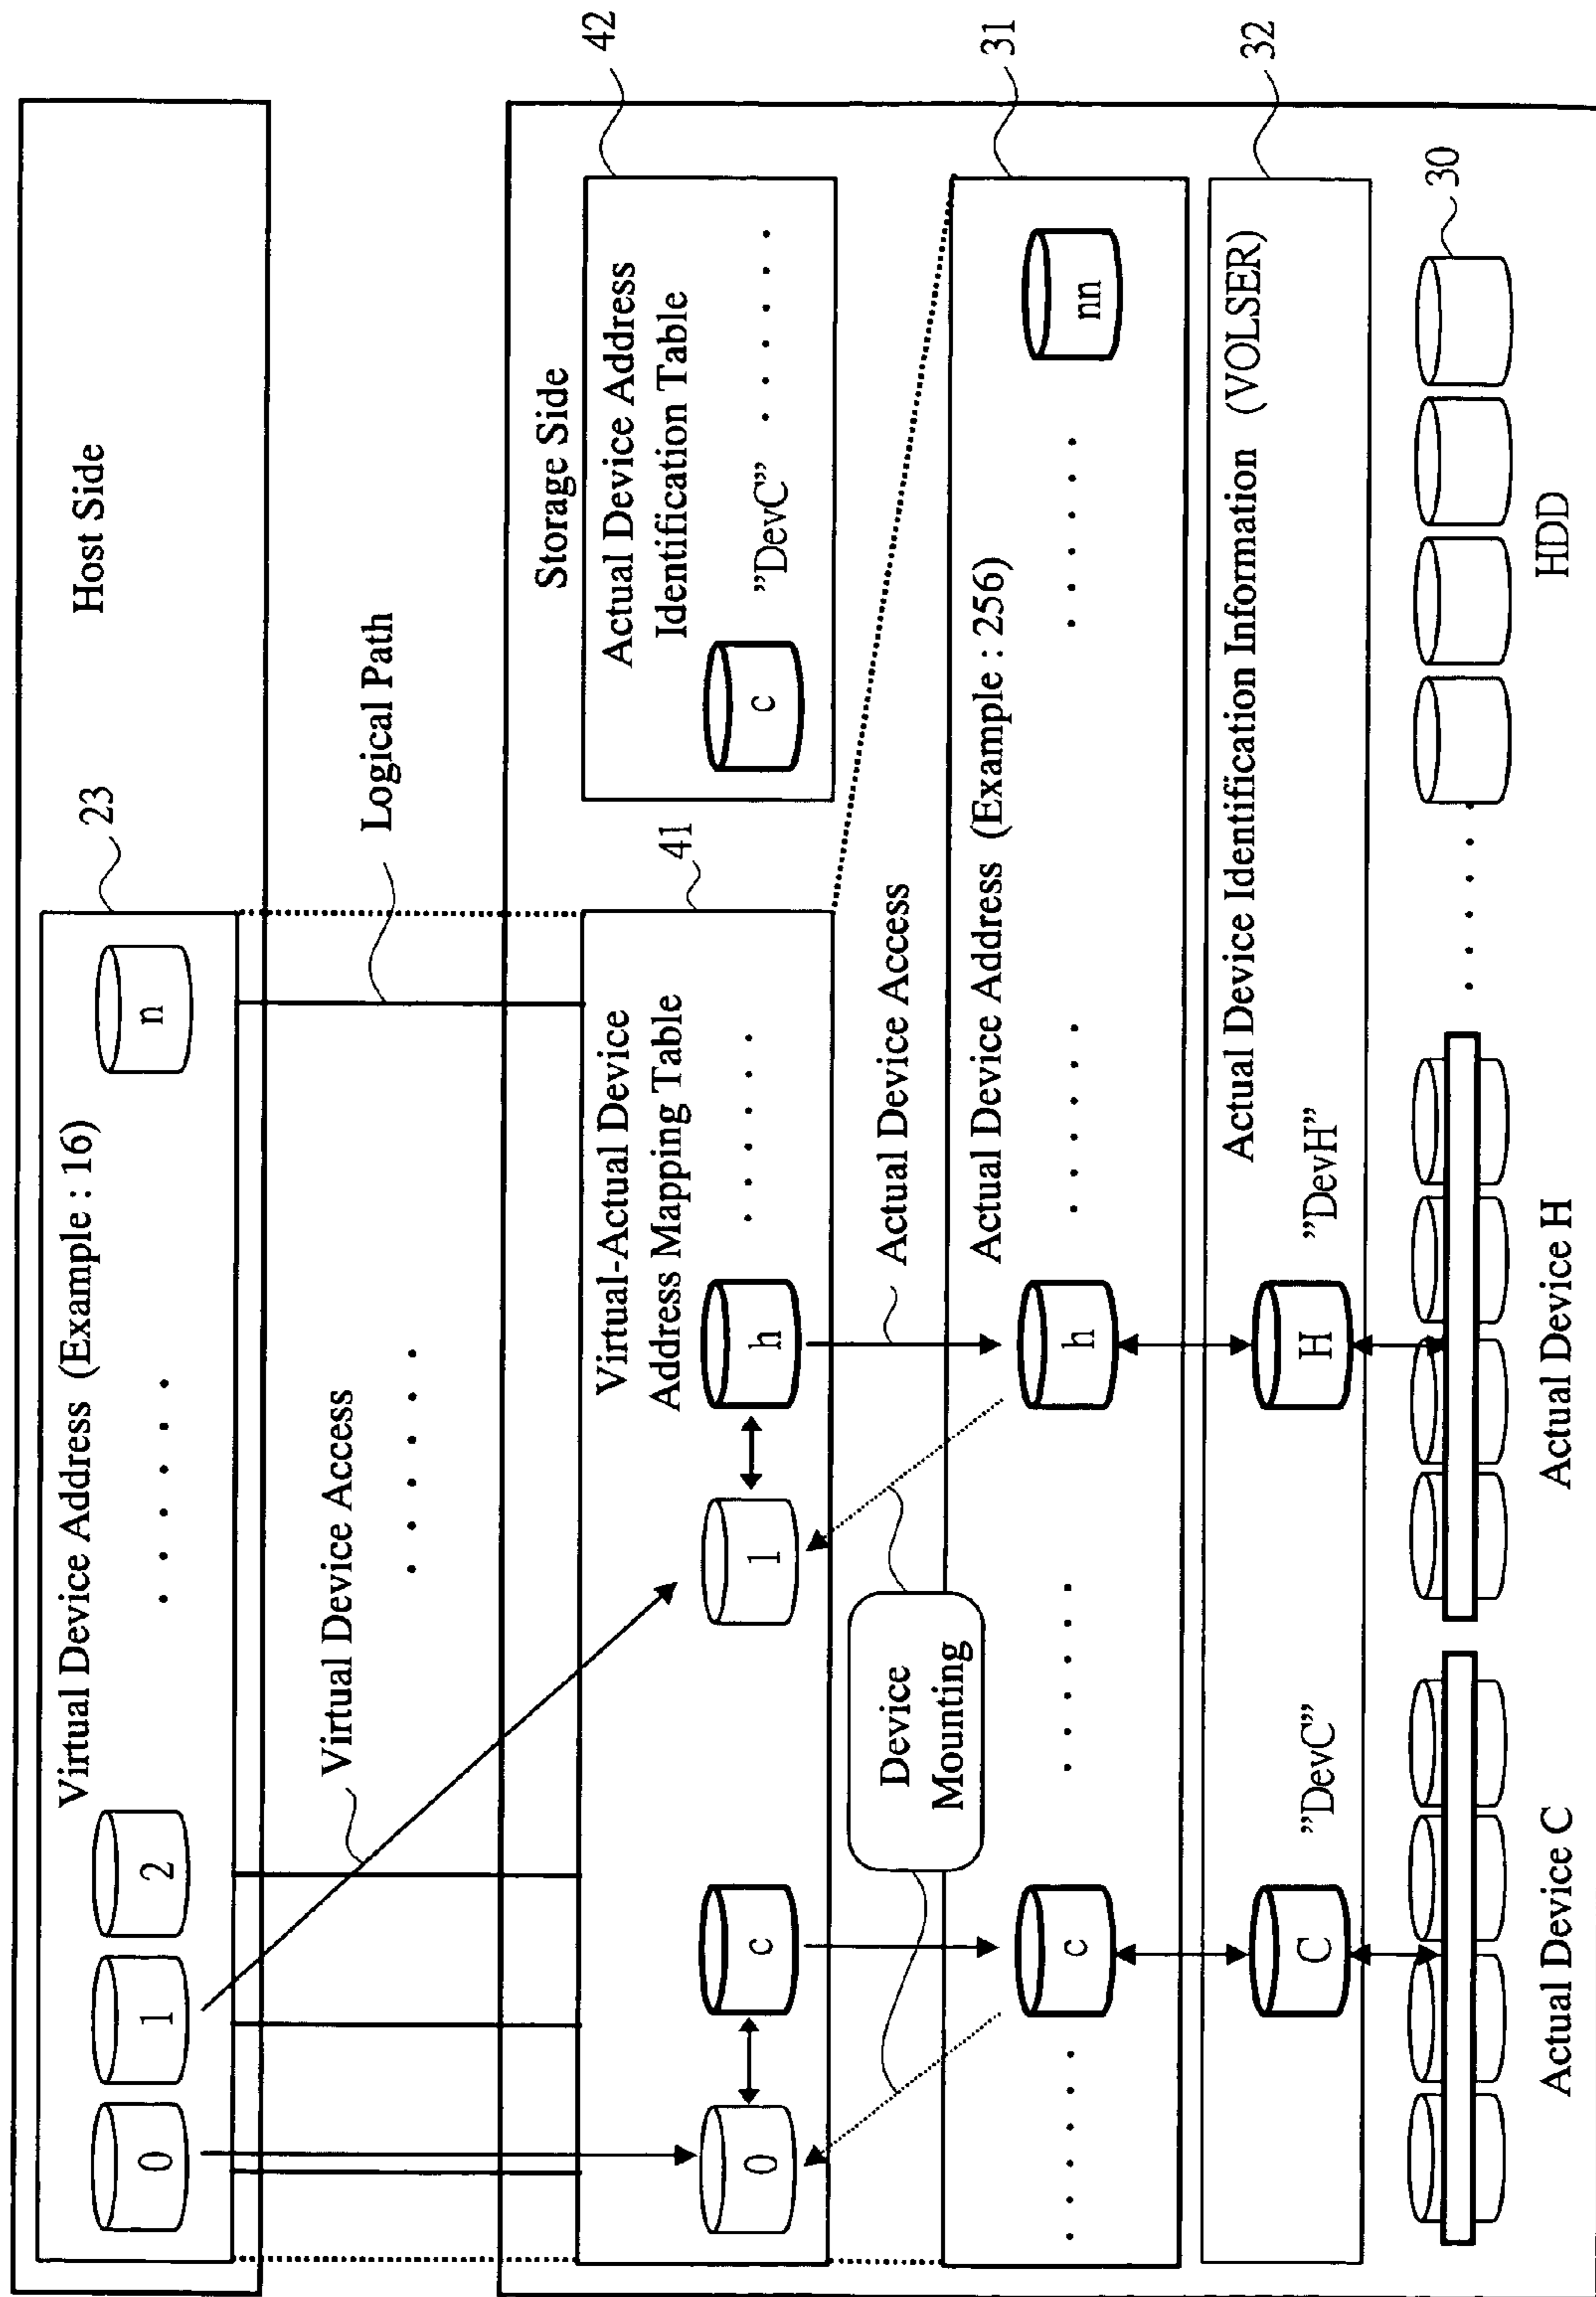 Host Side
23
Virtual Device Address (Example : 16)
0
1
2
. . . . . .
n
Virtual Device Access
. . . . . .
Logical Path
Storage Side
41
Virtual-Actual Device
Address Mapping Table
0
c
1
h
. . . . . .
42
Actual Device Address
Identification Table
c
"DevC"
. . . . . .
Device
Mounting
Actual Device Access
31
Actual Device Address (Example : 256)
. . . . . .
c
. . . . . .
h
. . . . . .
. . . . . .
nn
32
Actual Device Identification Information (VOLSER)
C
"DevC"
H
"DevH"
30
. . . . .
Actual Device C
Actual Device H
HDD